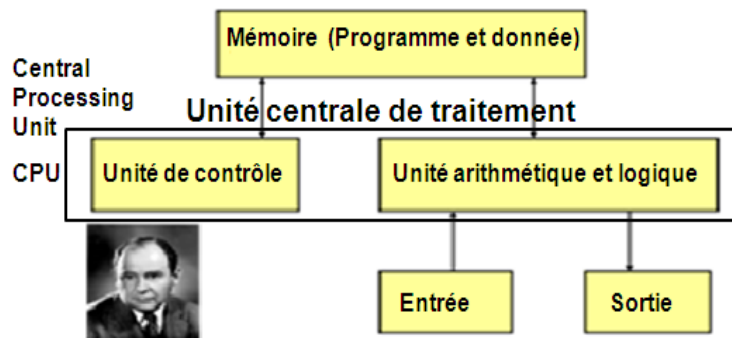 Mémoire (Programme et donnée)
Central
Processing
Unit
Unité centrale de traitement
CPU
Unité de contrôle
Unité arithmétique et logique
Entrée
Sortie